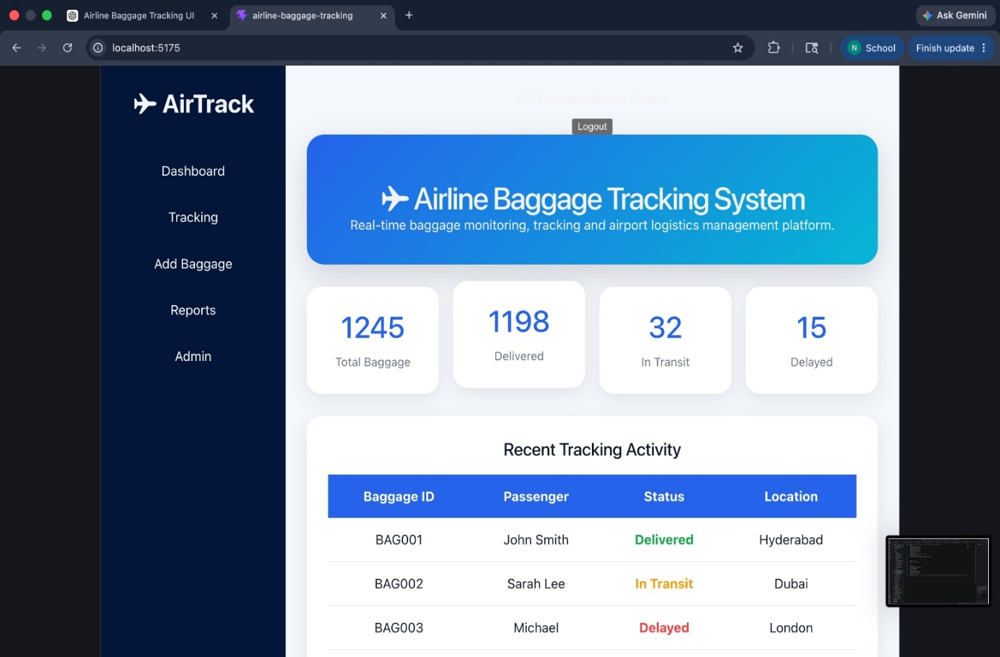 Airline Baggage Tracking UI
airline-baggage-tracking
Ask Gemini
localhost:5175
N School
Finish update
AirTrack
Dashboard
Tracking
Add Baggage
Reports
Admin
AirTrack Admin Panel
Logout
Airline Baggage Tracking System
Real-time baggage monitoring, tracking and airport logistics management platform.
1245
Total Baggage
1198
Delivered
32
In Transit
15
Delayed
Recent Tracking Activity
Baggage ID Passenger Status Location
BAG001 John Smith Delivered Hyderabad
BAG002 Sarah Lee In Transit Dubai
BAG003 Michael Delayed London